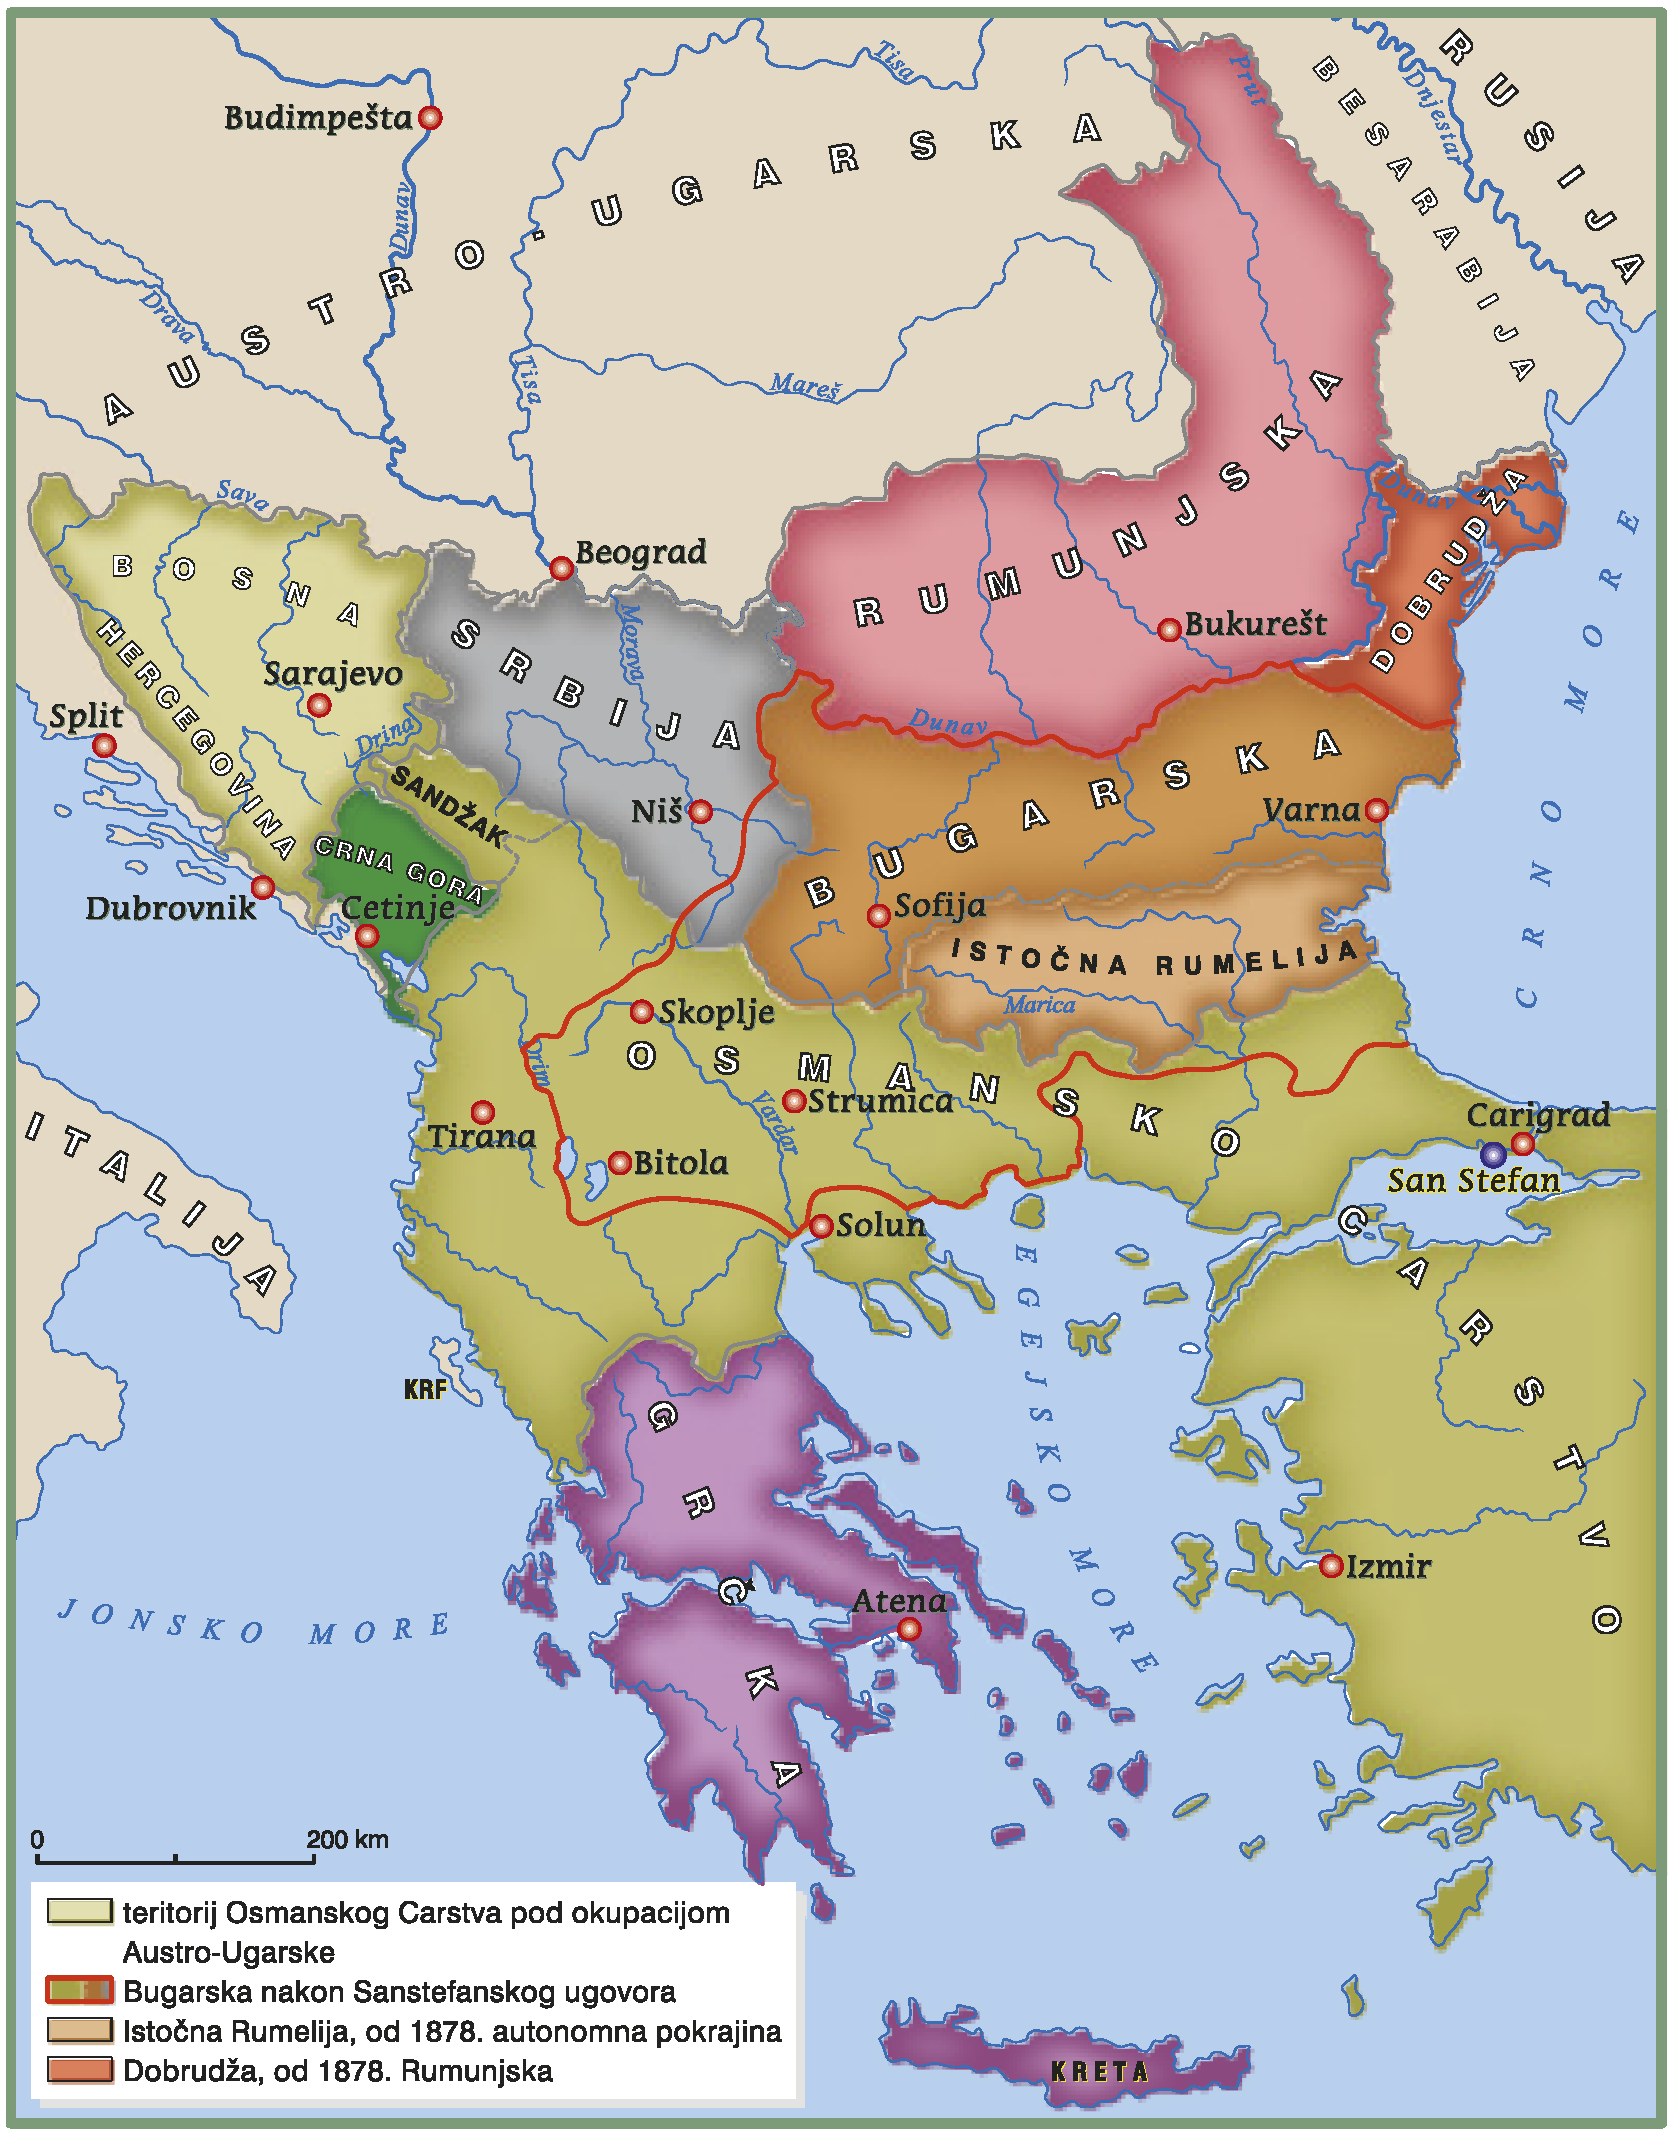 RUSIJA
BESARABIJA
Dnjestar
Prut
Tisa
Budimpešta
Dunav
AUSTRO-UGARSKA
Drava
Tisa
Mareš
Sava
Dunav
RUMUNJSKA
DOBRUDŽA
Bukurešt
Beograd
BOSNA
HERCEGOVINA
Sarajevo
Split
Drina
SRBIJA
Morava
Niš
SANDŽAK
CRNA GORA
Cetinje
Dubrovnik
Dunav
BUGARSKA
Varna
Sofija
ISTOČNA RUMELIJA
Marica
CRNO MORE
Skoplje
OSMANSKO
CARSTVO
Drim
Vardar
Strumica
Tirana
Bitola
Solun
Carigrad
San Stefan
ITALIJA
KRF
EGEJSKO MORE
GRČKA
Atena
Izmir
JONSKO MORE
KRETA
0 200 km
teritorij Osmanskog Carstva pod okupacijom
Austro-Ugarske
Bugarska nakon Sanstefanskog ugovora
Istočna Rumelija, od 1878. autonomna pokrajina
Dobrudža, od 1878. Rumunjska